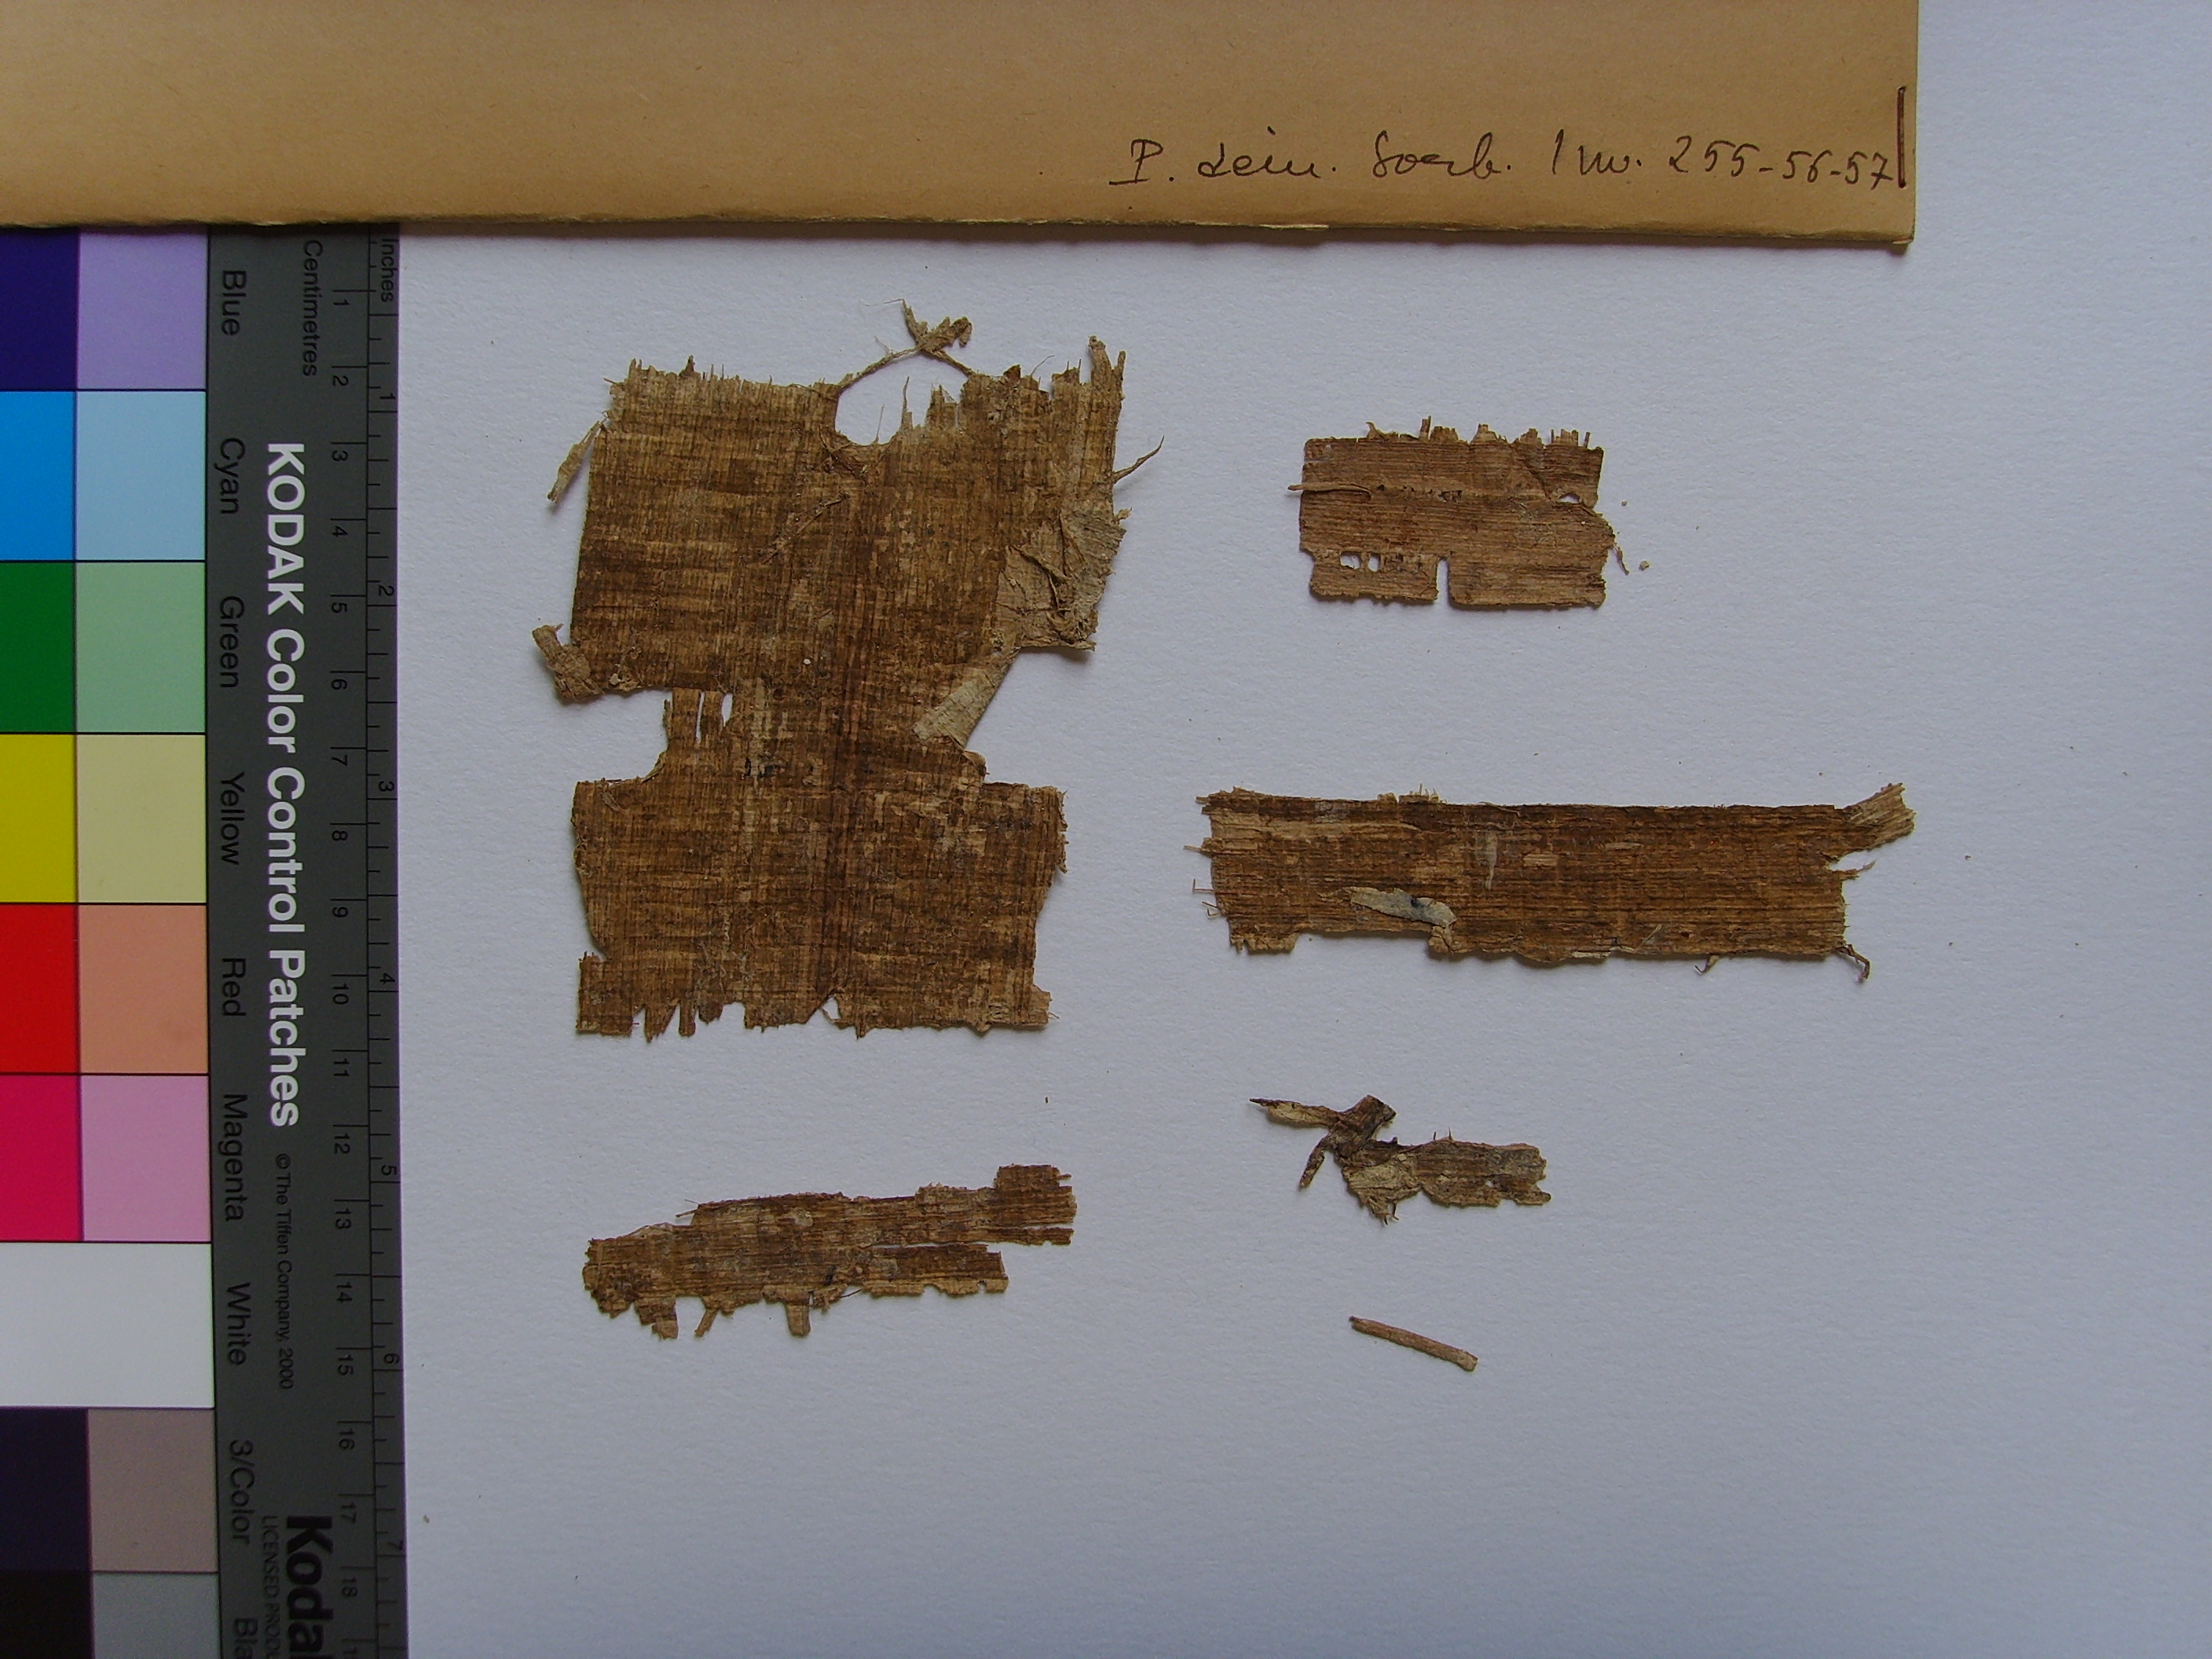 P. dem. Sorb. Inv. 255-56-57
Inches
Centimetres
1 2 3 4 5 6 7 8 9 10 11 12 13 14 15 16 17 18
1 2 3 4 5 6 7
KODAK Color Control Patches
© The Tiffen Company, 2000
Kodak
LICENSED PROD
Blue
Cyan
Green
Yellow
Red
Magenta
White
3/Color
Bla